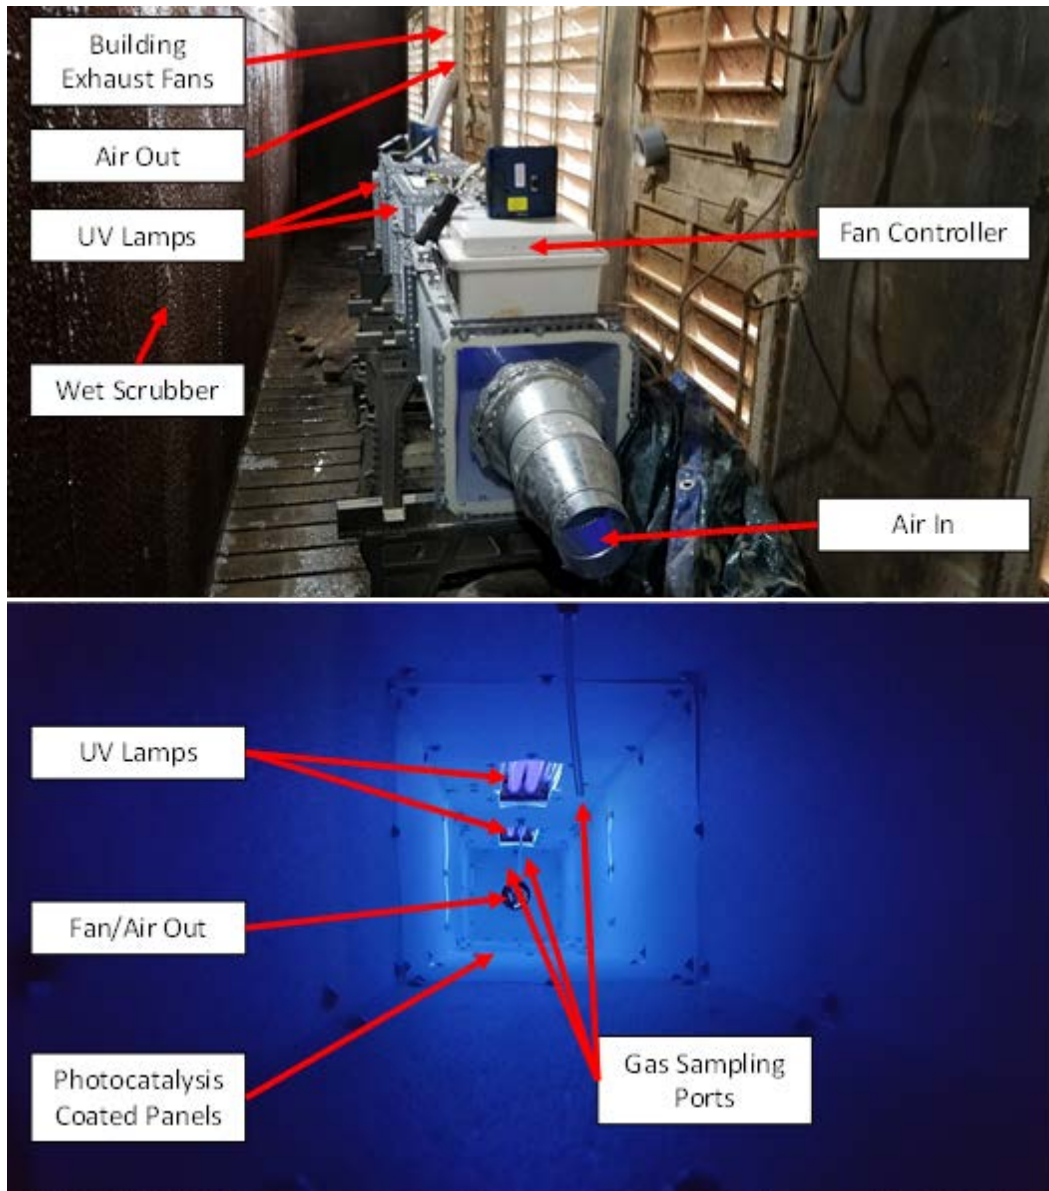 Building
Exhaust Fans
Air Out
UV Lamps
Fan Controller
Wet Scrubber
Air In
UV Lamps
Fan/Air Out
Photocatalysis
Coated Panels
Gas Sampling
Ports